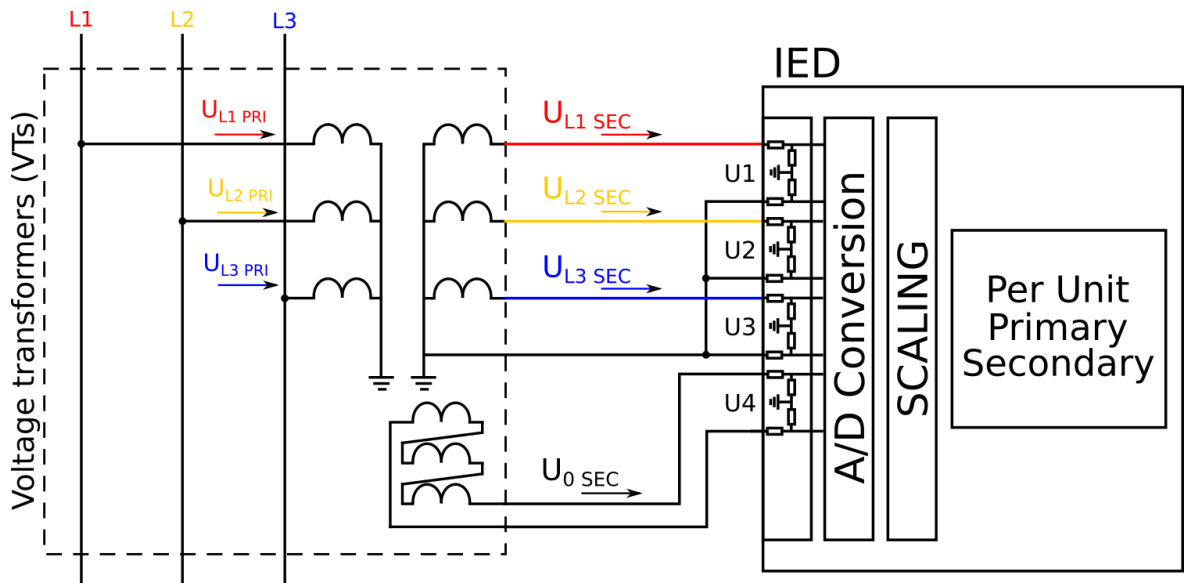 L1
L2
L3
IED
Voltage transformers (VTs)
UL1 PRI
UL1 SEC
UL2 PRI
UL2 SEC
UL3 PRI
UL3 SEC
U0 SEC
U1
U2
U3
U4
A/D Conversion
SCALING
Per Unit
Primary
Secondary